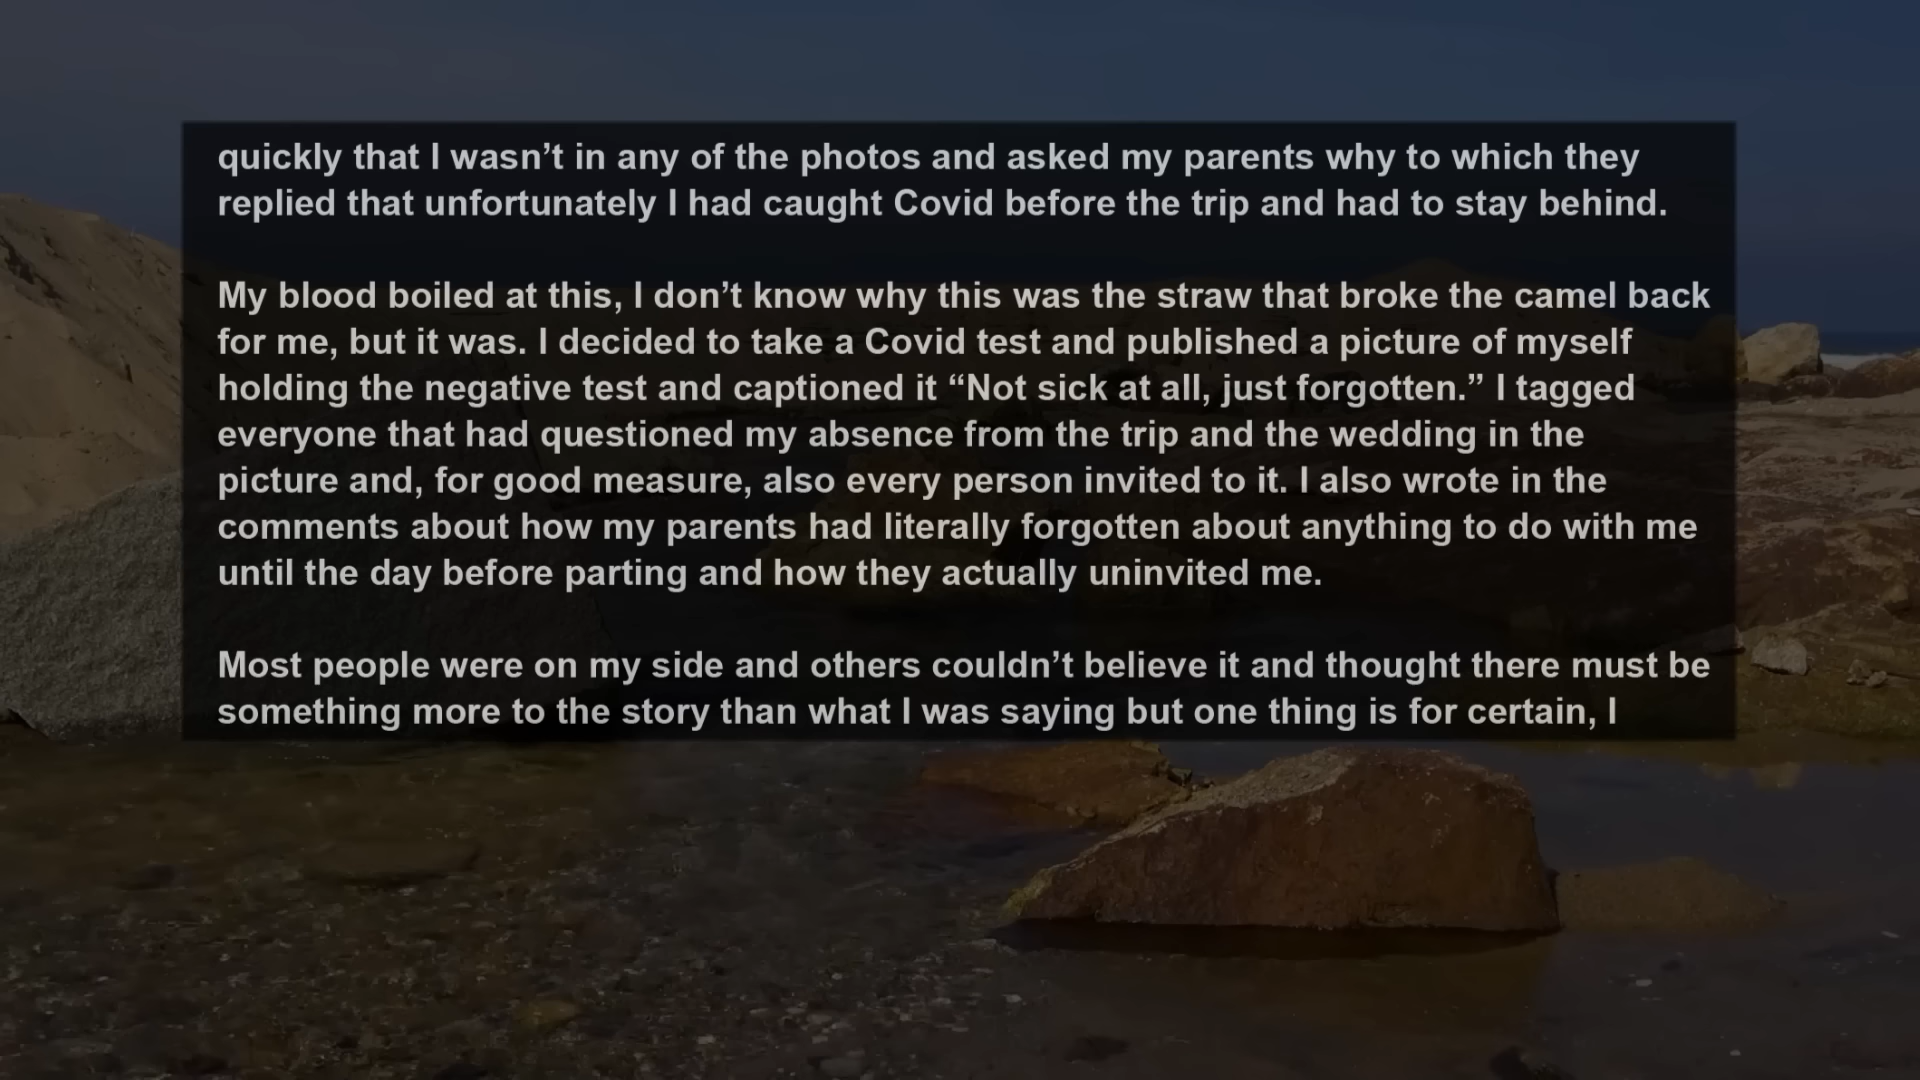 quickly that I wasn’t in any of the photos and asked my parents why to which they
replied that unfortunately I had caught Covid before the trip and had to stay behind.
My blood boiled at this, I don’t know why this was the straw that broke the camel back
for me, but it was. I decided to take a Covid test and published a picture of myself
holding the negative test and captioned it “Not sick at all, just forgotten.” I tagged
everyone that had questioned my absence from the trip and the wedding in the
picture and, for good measure, also every person invited to it. I also wrote in the
comments about how my parents had literally forgotten about anything to do with me
until the day before parting and how they actually uninvited me.
Most people were on my side and others couldn’t believe it and thought there must be
something more to the story than what I was saying but one thing is for certain, I